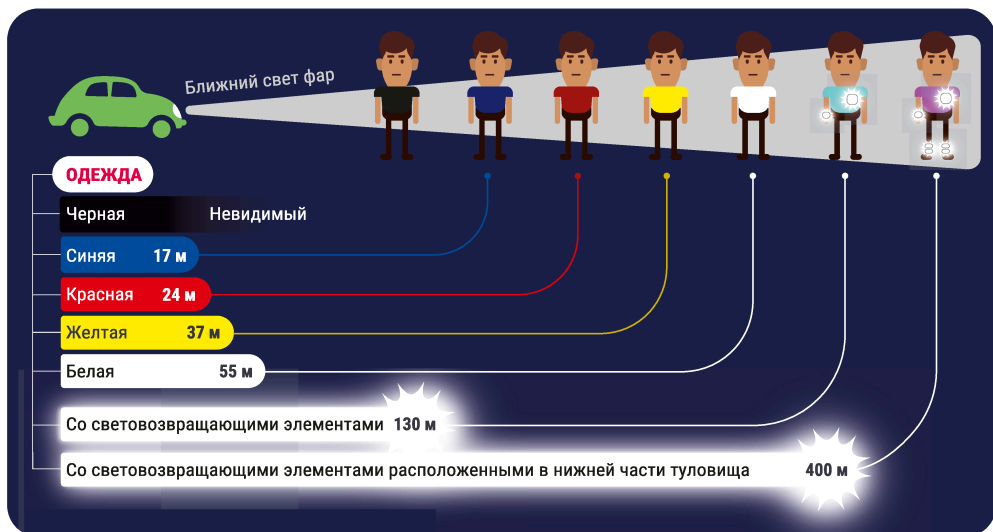 Ближний свет фар
ОДЕЖДА
Черная Невидимый
Синяя 17 м
Красная 24 м
Желтая 37 м
Белая 55 м
Со световозвращающими элементами 130 м
Со световозвращающими элементами расположенными в нижней части туловища 400 м